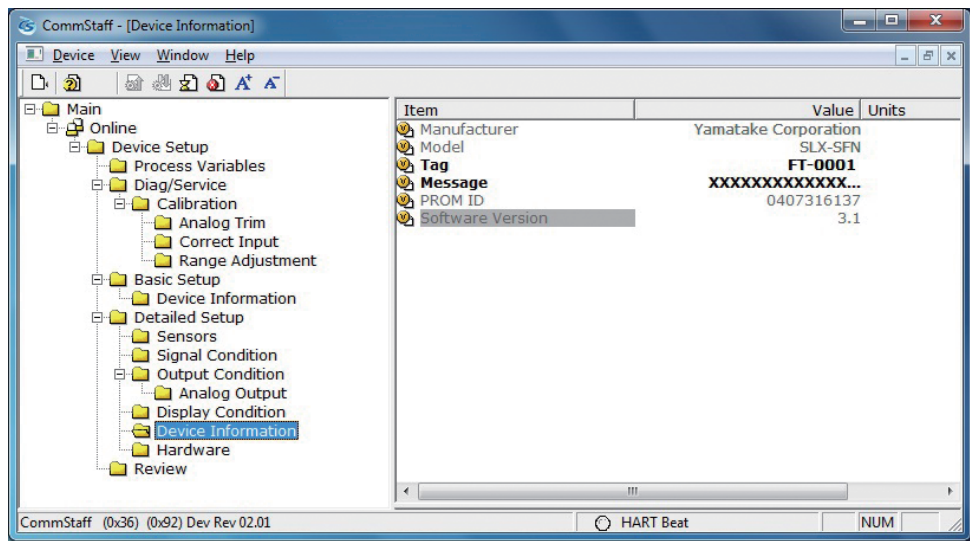 CommStaff - [Device Information]
Device View Window Help
Main
Online
Device Setup
Process Variables
Diag/Service
Calibration
Analog Trim
Correct Input
Range Adjustment
Basic Setup
Device Information
Detailed Setup
Sensors
Signal Condition
Output Condition
Analog Output
Display Condition
Device Information
Hardware
Review
Item Value Units
Manufacturer Yamatake Corporation
Model SLX-SFN
Tag FT-0001
Message XXXXXXXXXXXXX...
PROM ID 0407316137
Software Version 3.1
CommStaff (0x36) (0x92) Dev Rev 02.01 HART Beat NUM